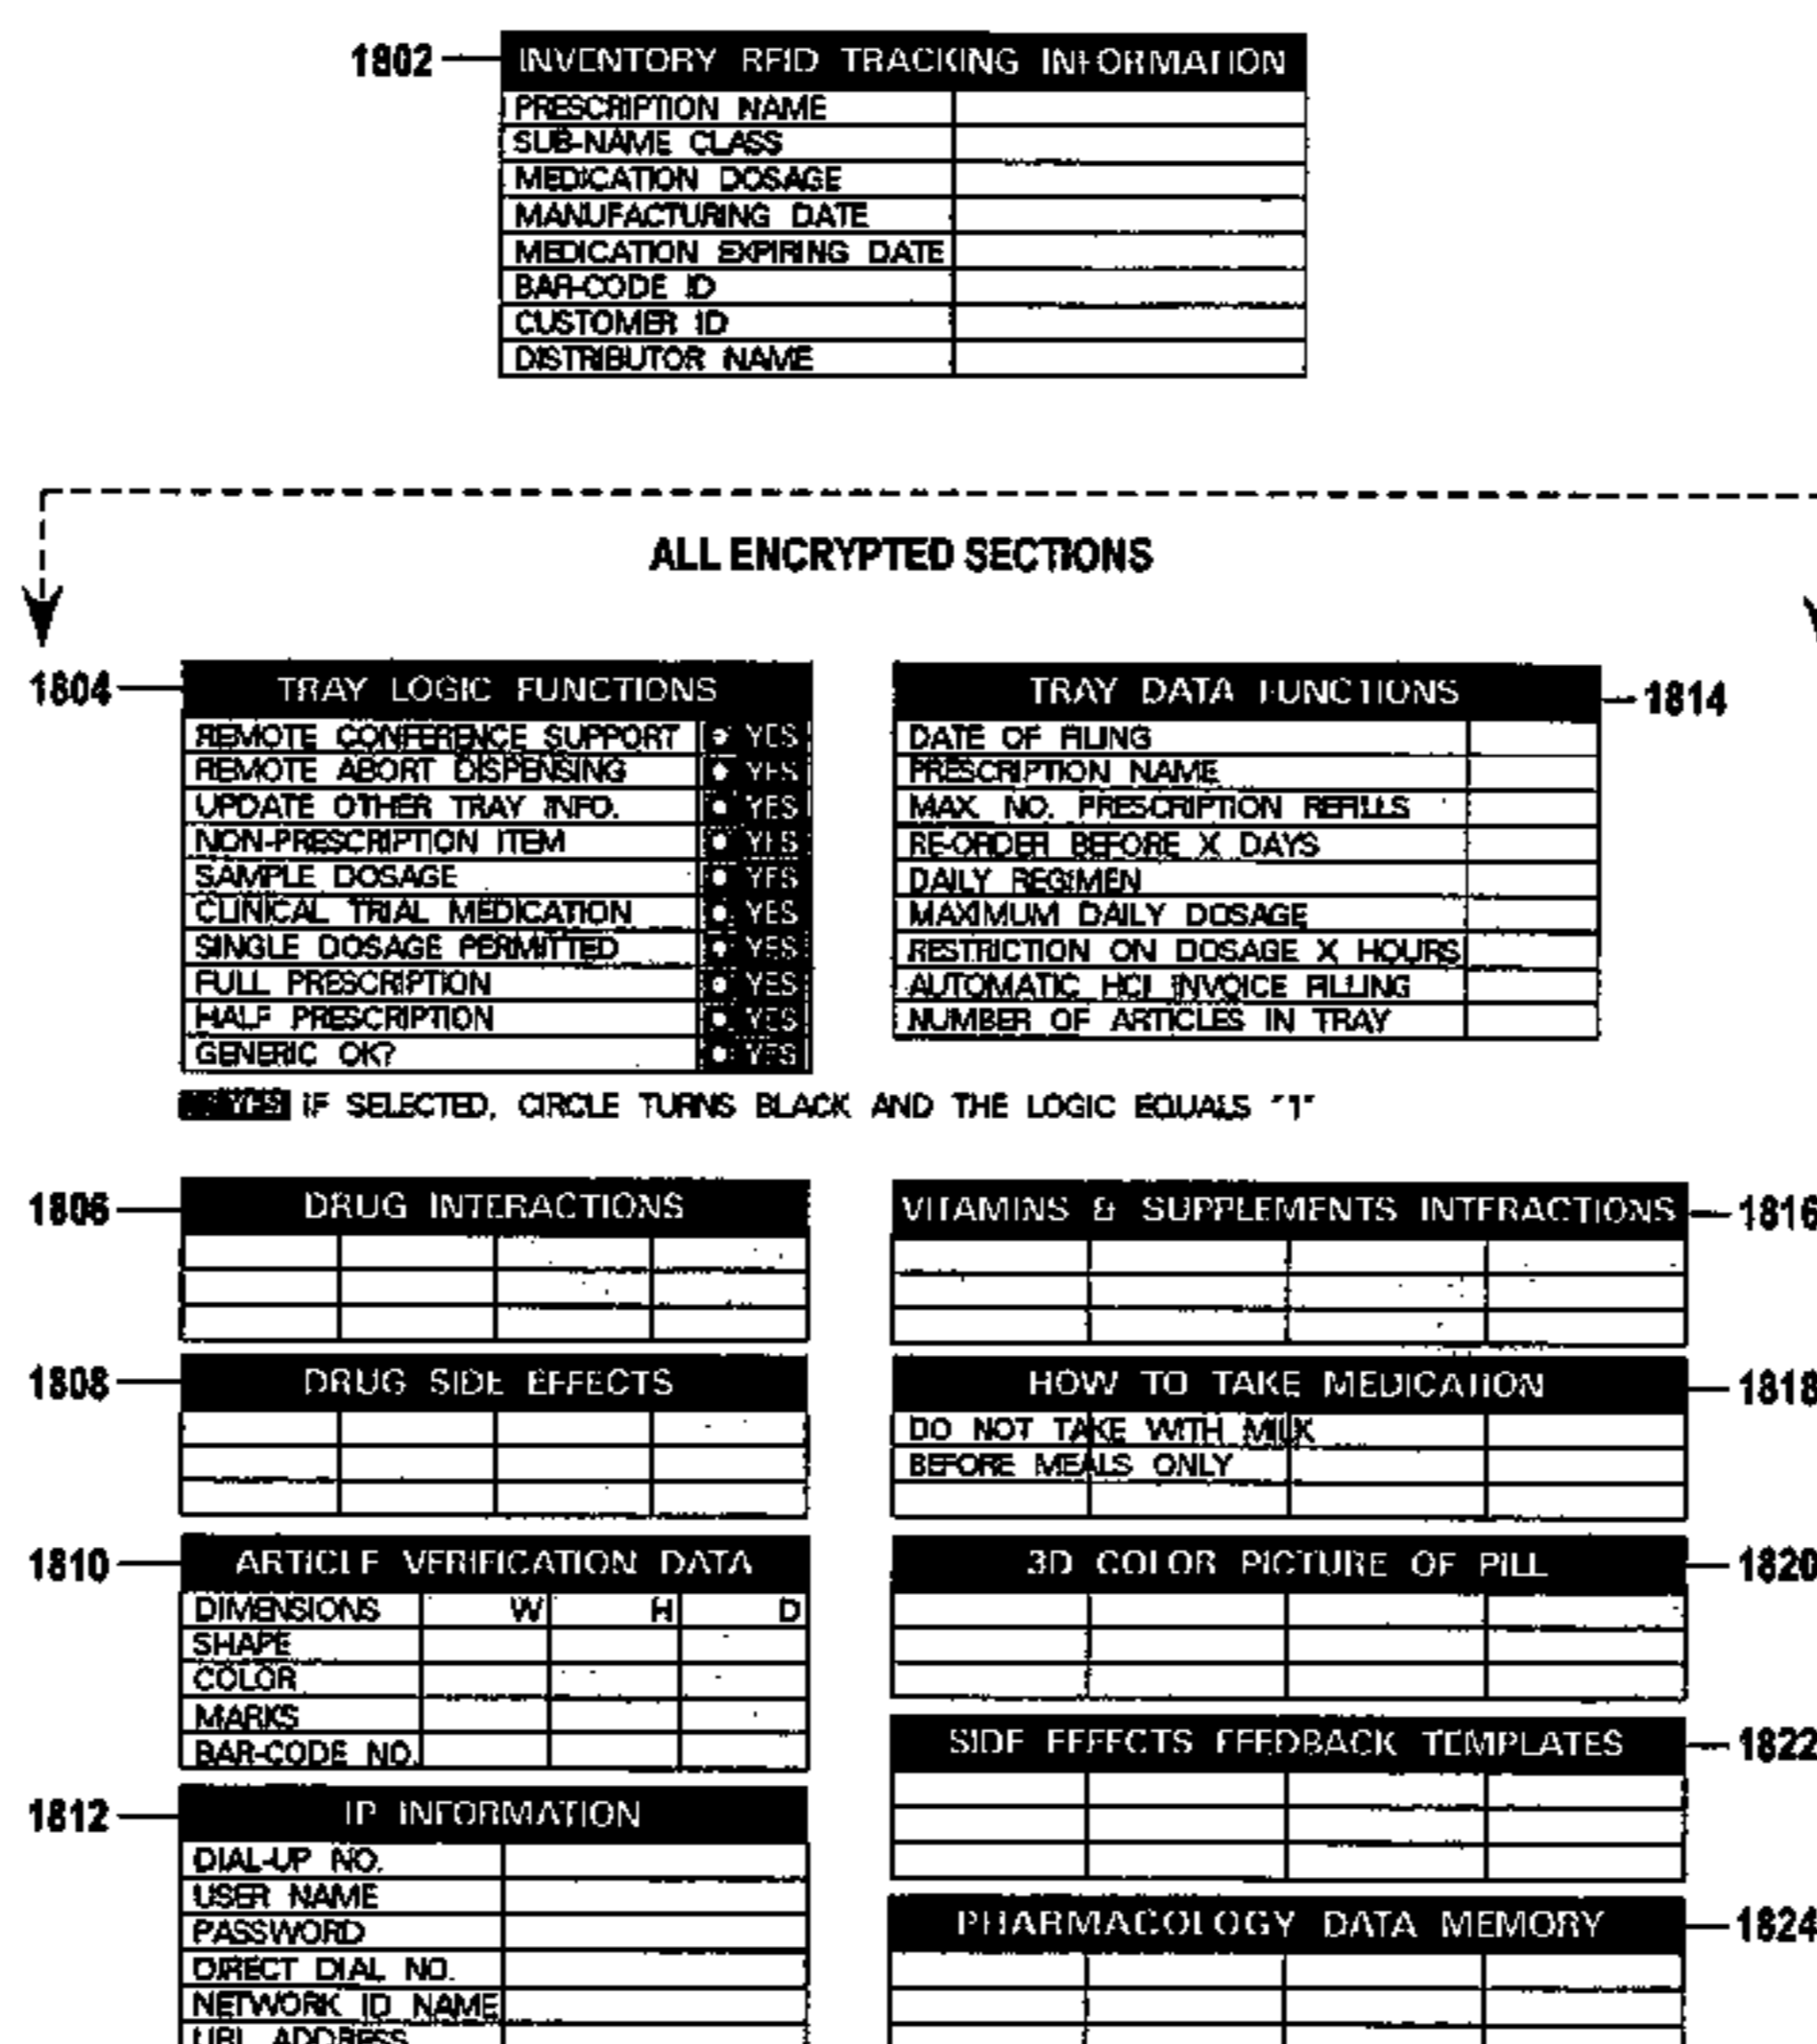 1802 INVENTORY RFID TRACKING INFORMATION
PRESCRIPTION NAME
SUB-NAME CLASS
MEDICATION DOSAGE
MANUFACTURING DATE
MEDICATION EXPIRING DATE
BAR-CODE ID
CUSTOMER ID
DISTRIBUTOR NAME
ALL ENCRYPTED SECTIONS
1804 TRAY LOGIC FUNCTIONS
REMOTE CONFERENCE SUPPORT YES
REMOTE ABORT DISPENSING YES
UPDATE OTHER TRAY INFO. YES
NON-PRESCRIPTION ITEM YES
SAMPLE DOSAGE YES
CLINICAL TRIAL MEDICATION YES
SINGLE DOSAGE PERMITTED YES
FULL PRESCRIPTION YES
HALF PRESCRIPTION YES
GENERIC OK? YES
TRAY DATA FUNCTIONS 1814
DATE OF FILING
PRESCRIPTION NAME
MAX. NO. PRESCRIPTION REFILLS
RE-ORDER BEFORE X DAYS
DAILY REGIMEN
MAXIMUM DAILY DOSAGE
RESTRICTION ON DOSAGE X HOURS
AUTOMATIC HCI INVOICE FILLING
NUMBER OF ARTICLES IN TRAY
YES IF SELECTED, CIRCLE TURNS BLACK AND THE LOGIC EQUALS "1"
1806 DRUG INTERACTIONS
VITAMINS & SUPPLEMENTS INTERACTIONS 1816
1808 DRUG SIDE EFFECTS
HOW TO TAKE MEDICATION 1818
DO NOT TAKE WITH MILK
BEFORE MEALS ONLY
1810 ARTICLE VERIFICATION DATA
DIMENSIONS W H D
SHAPE
COLOR
MARKS
BAR-CODE NO.
3D COLOR PICTURE OF PILL 1820
SIDE EFFECTS FEEDBACK TEMPLATES 1822
1812 IP INFORMATION
DIAL-UP NO.
USER NAME
PASSWORD
DIRECT DIAL NO.
NETWORK ID NAME
URL ADDRESS
PHARMACOLOGY DATA MEMORY 1824